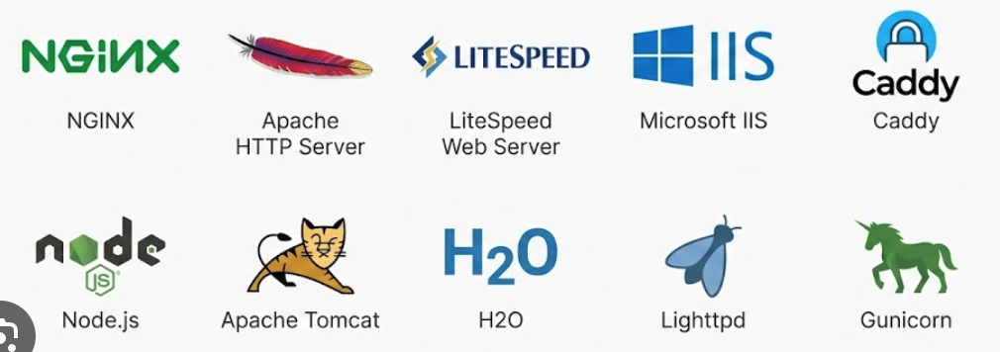 NGiNX
LITESPEED
IIS
Caddy
NGINX
Apache
HTTP Server
LiteSpeed
Web Server
Microsoft IIS
Caddy
node
JS
H2O
Node.js
Apache Tomcat
H2O
Lighttpd
Gunicorn